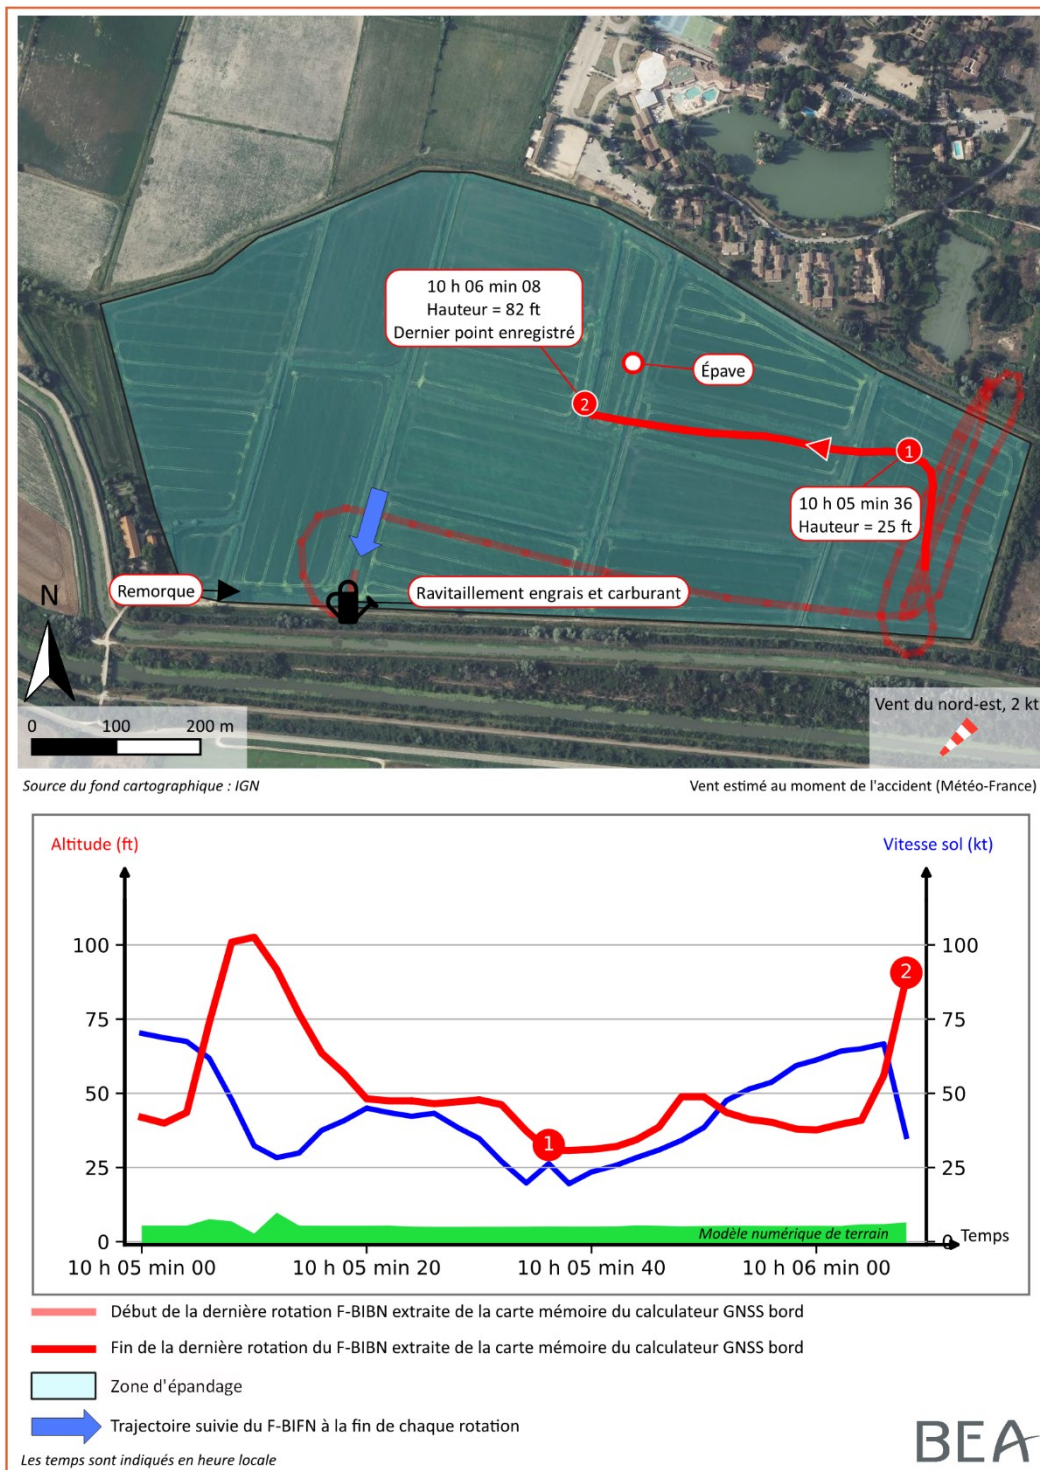 10 h 06 min 08
Hauteur = 82 ft
Dernier point enregistré
Épave
2
1
10 h 05 min 36
Hauteur = 25 ft
Remorque
Ravitaillement engrais et carburant
N
0 100 200 m
Vent du nord-est, 2 kt
Source du fond cartographique : IGN
Vent estimé au moment de l'accident (Météo-France)
Altitude (ft)
Vitesse sol (kt)
100
75
50
25
0
100
75
50
25
0
1
2
Modèle numérique de terrain
Temps
10 h 05 min 00
10 h 05 min 20
10 h 05 min 40
10 h 06 min 00
Début de la dernière rotation F-BIBN extraite de la carte mémoire du calculateur GNSS bord
Fin de la dernière rotation du F-BIBN extraite de la carte mémoire du calculateur GNSS bord
Zone d'épandage
Trajectoire suivie du F-BIFN à la fin de chaque rotation
Les temps sont indiqués en heure locale
BEA